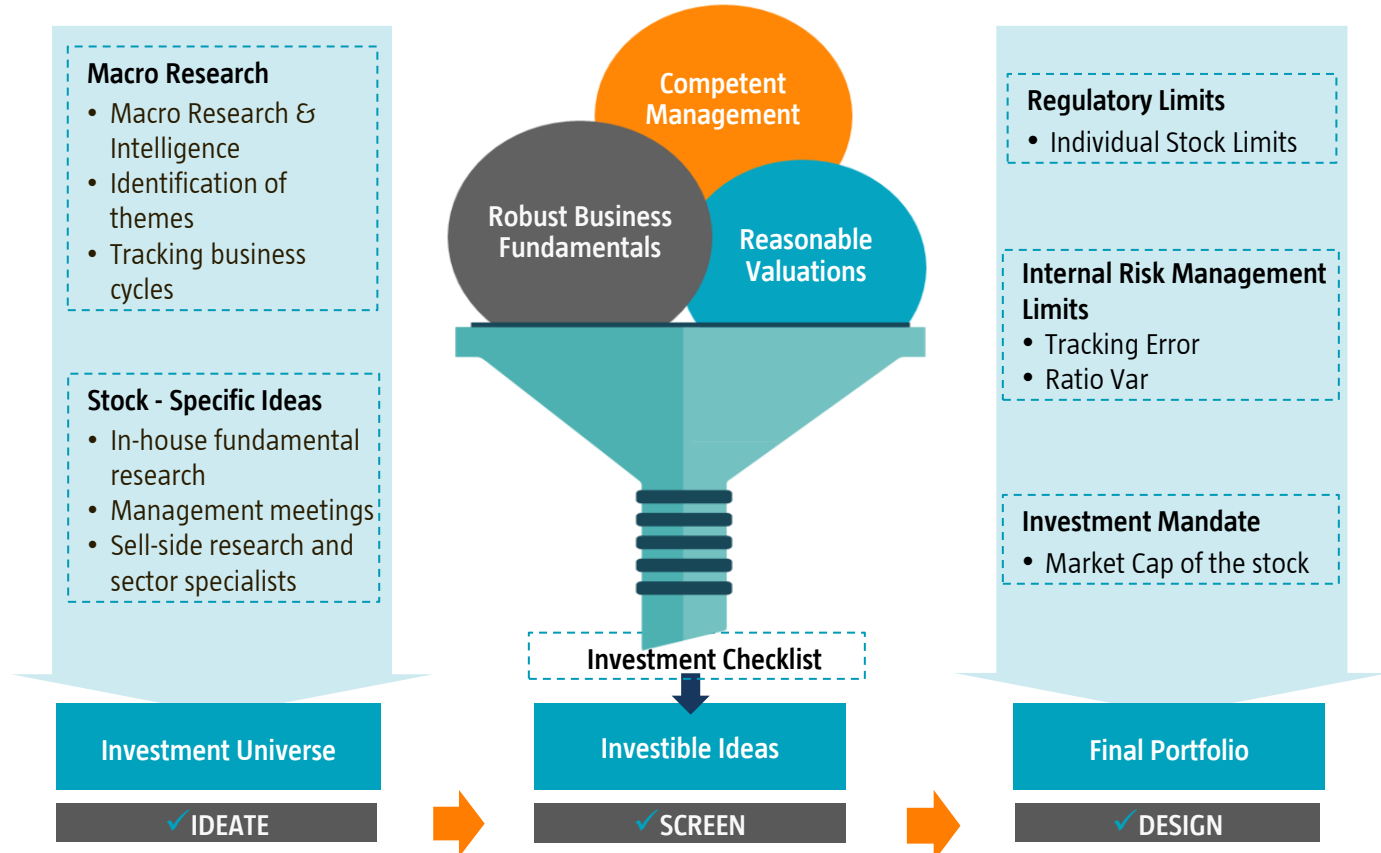 Macro Research
• Macro Research &
Intelligence
• Identification of
themes
• Tracking business
cycles
Stock - Specific Ideas
• In-house fundamental
research
• Management meetings
• Sell-side research and
sector specialists
Investment Universe
✓IDEATE
Competent
Management
Robust Business
Fundamentals
Reasonable
Valuations
Investment Checklist
Investible Ideas
✓SCREEN
Regulatory Limits
• Individual Stock Limits
Internal Risk Management
Limits
• Tracking Error
• Ratio Var
Investment Mandate
• Market Cap of the stock
Final Portfolio
✓DESIGN